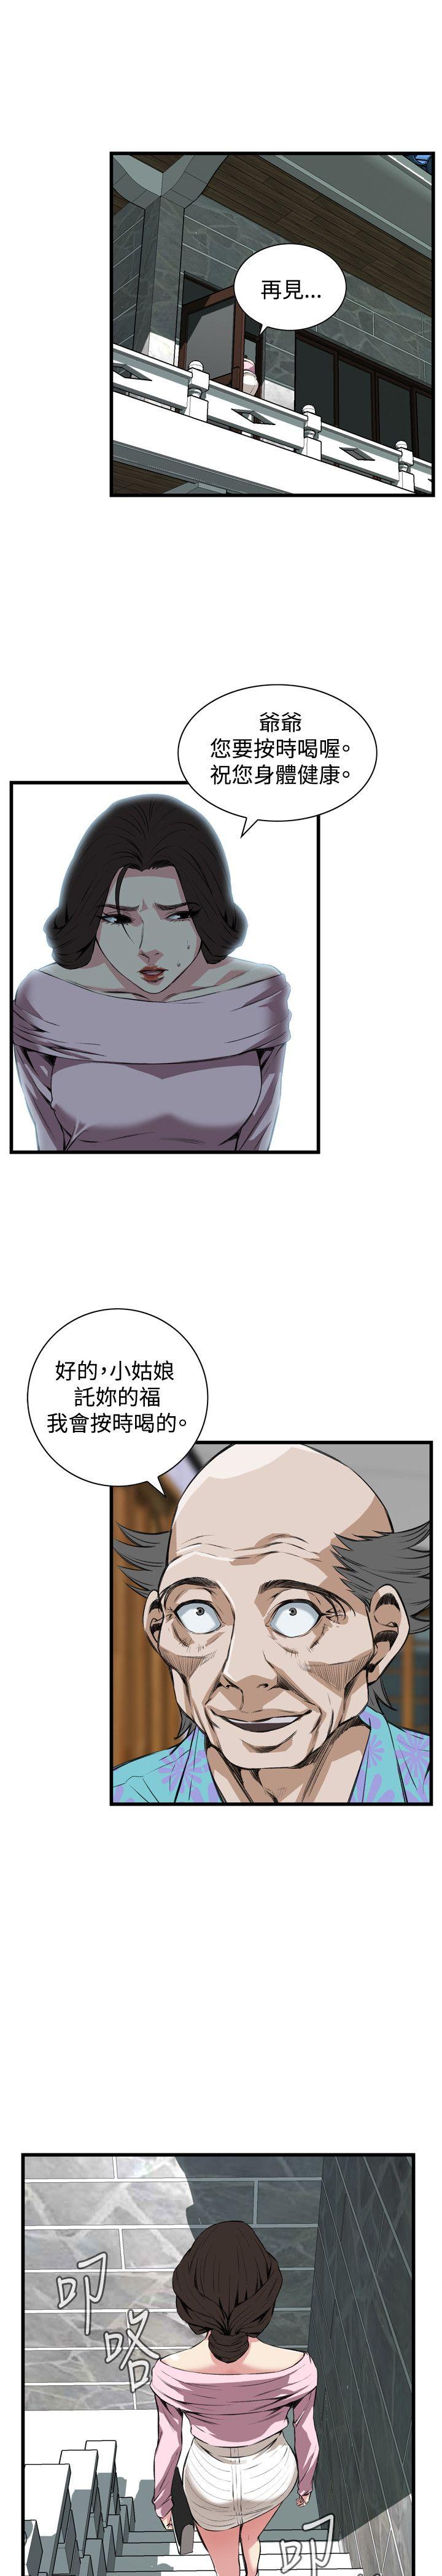 再見...
爺爺
您要按時喝喔。
祝您身體健康。
好的，小姑娘
託妳的福
我會按時喝的。
叩
咯
叩